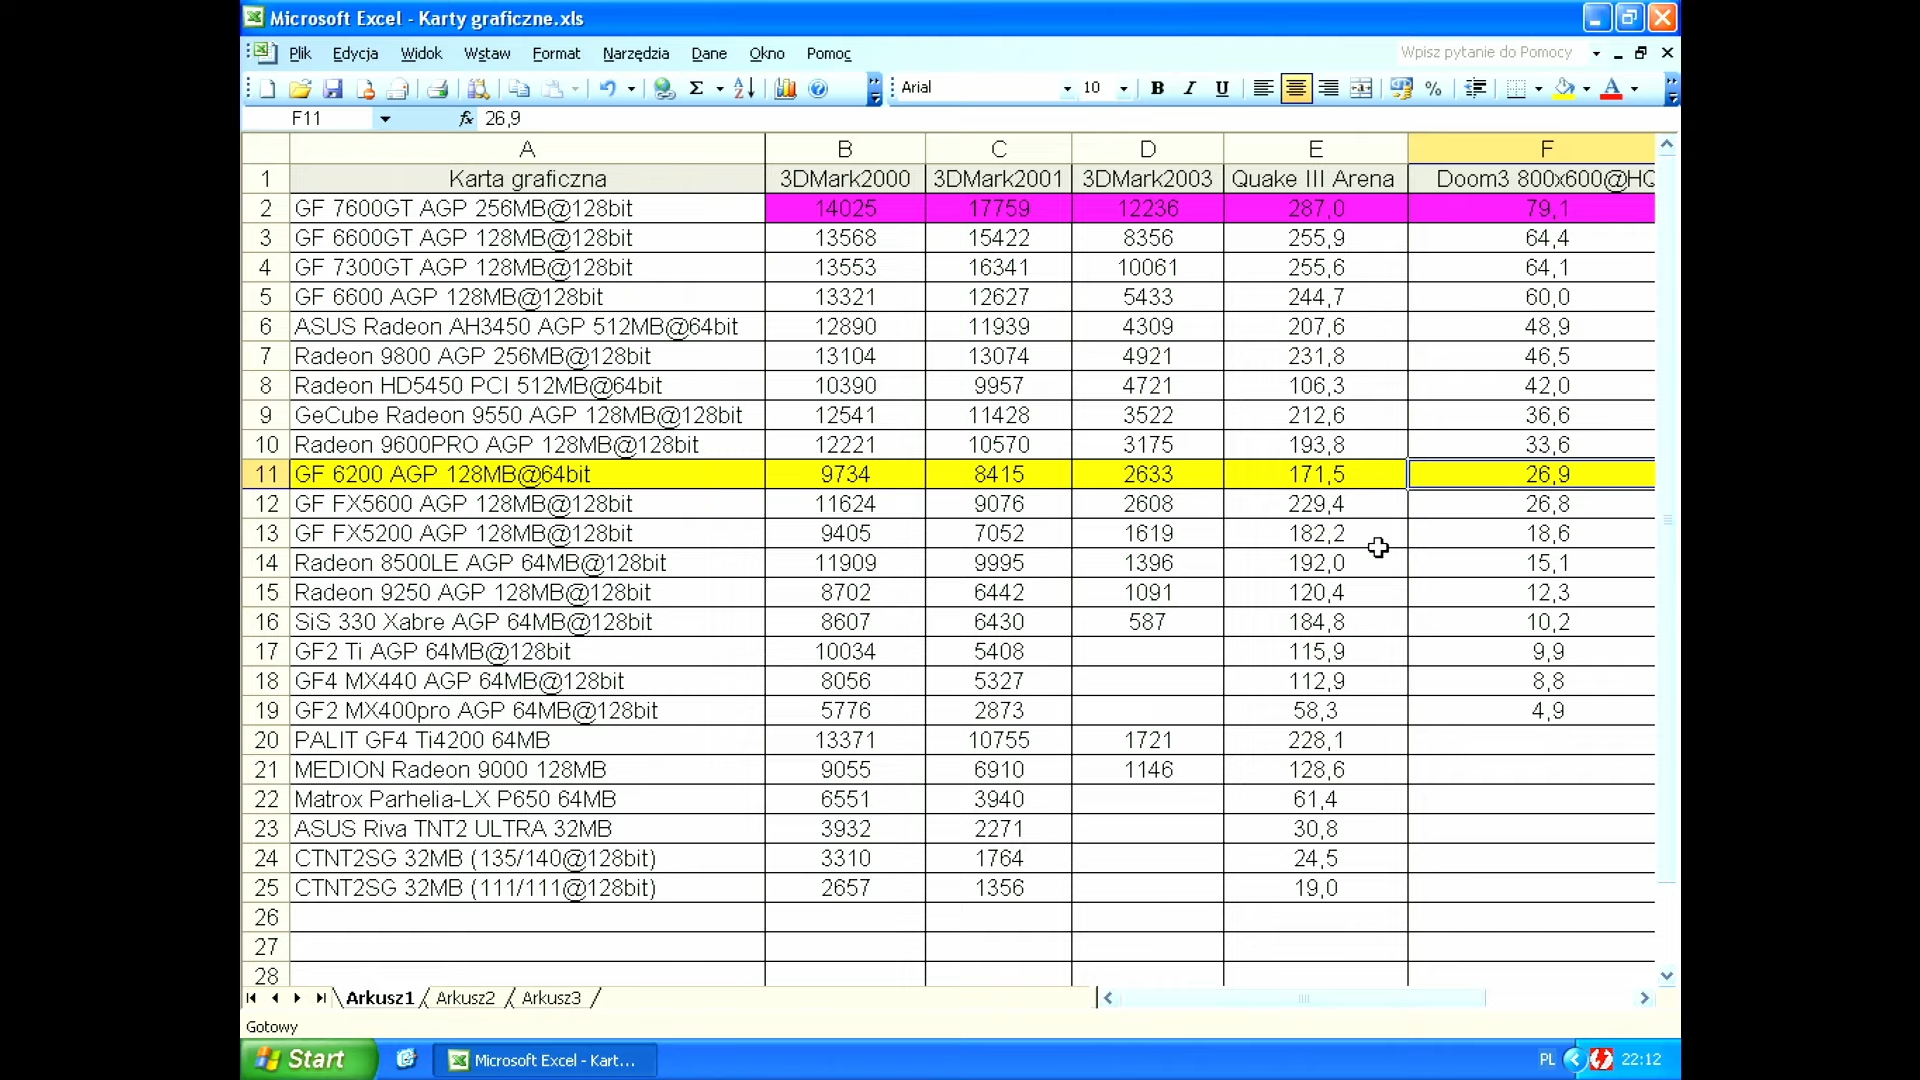 Microsoft Excel - Karty graficzne.xls
Plik Edycja Widok Wstaw Format Narzędzia Dane Okno Pomoc Wpisz pytanie do Pomocy
Arial 10 B I U %
F11 fx 26,9
A B C D E F
1 Karta graficzna 3DMark2000 3DMark2001 3DMark2003 Quake III Arena Doom3 800x600@HQ
2 GF 7600GT AGP 256MB@128bit 14025 17759 12236 287,0 79,1
3 GF 6600GT AGP 128MB@128bit 13568 15422 8356 255,9 64,4
4 GF 7300GT AGP 128MB@128bit 13553 16341 10061 255,6 64,1
5 GF 6600 AGP 128MB@128bit 13321 12627 5433 244,7 60,0
6 ASUS Radeon AH3450 AGP 512MB@64bit 12890 11939 4309 207,6 48,9
7 Radeon 9800 AGP 256MB@128bit 13104 13074 4921 231,8 46,5
8 Radeon HD5450 PCI 512MB@64bit 10390 9957 4721 106,3 42,0
9 GeCube Radeon 9550 AGP 128MB@128bit 12541 11428 3522 212,6 36,6
10 Radeon 9600PRO AGP 128MB@128bit 12221 10570 3175 193,8 33,6
11 GF 6200 AGP 128MB@64bit 9734 8415 2633 171,5 26,9
12 GF FX5600 AGP 128MB@128bit 11624 9076 2608 229,4 26,8
13 GF FX5200 AGP 128MB@128bit 9405 7052 1619 182,2 18,6
14 Radeon 8500LE AGP 64MB@128bit 11909 9995 1396 192,0 15,1
15 Radeon 9250 AGP 128MB@128bit 8702 6442 1091 120,4 12,3
16 SiS 330 Xabre AGP 64MB@128bit 8607 6430 587 184,8 10,2
17 GF2 Ti AGP 64MB@128bit 10034 5408 115,9 9,9
18 GF4 MX440 AGP 64MB@128bit 8056 5327 112,9 8,8
19 GF2 MX400pro AGP 64MB@128bit 5776 2873 58,3 4,9
20 PALIT GF4 Ti4200 64MB 13371 10755 1721 228,1
21 MEDION Radeon 9000 128MB 9055 6910 1146 128,6
22 Matrox Parhelia-LX P650 64MB 6551 3940 61,4
23 ASUS Riva TNT2 ULTRA 32MB 3932 2271 30,8
24 CTNT2SG 32MB (135/140@128bit) 3310 1764 24,5
25 CTNT2SG 32MB (111/111@128bit) 2657 1356 19,0
26
27
28
Arkusz1 Arkusz2 Arkusz3
Gotowy
Start Microsoft Excel - Kart... PL 22:12